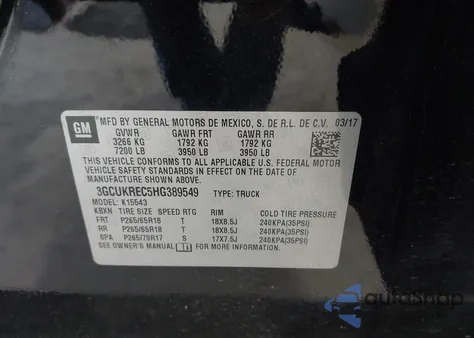 GM
MFD BY GENERAL MOTORS DE MEXICO, S. DE R.L. DE C.V. 03/17
GVWR GAWR FRT GAWR RR
3266 KG 1792 KG 1792 KG
7200 LB 3950 LB 3950 LB
THIS VEHICLE CONFORMS TO ALL APPLICABLE U.S. FEDERAL MOTOR
VEHICLE SAFETY STANDARDS IN EFFECT ON THE DATE OF
MANUFACTURE SHOWN ABOVE.
3GCUKREC5HG389549 TYPE: TRUCK
MODEL: K15543
KBXN TIRE SIZE SPEED RTG RIM COLD TIRE PRESSURE
FRT P265/65R18 T 18X8.5J 240KPA(35PSI)
RR P265/65R18 T 18X8.5J 240KPA(35PSI)
SPA P265/70R17 S 17X7.5J 240KPA(35PSI)
SEE OWNER'S MANUAL FOR ADDITIONAL INFORMATION
autosnap